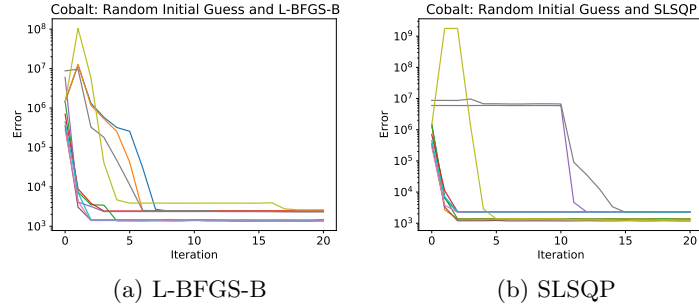 Cobalt: Random Initial Guess and L-BFGS-B
10^8
10^7
10^6
10^5
10^4
10^3
Error
0 5 10 15 20
Iteration
(a) L-BFGS-B
Cobalt: Random Initial Guess and SLSQP
10^9
10^8
10^7
10^6
10^5
10^4
10^3
Error
0 5 10 15 20
Iteration
(b) SLSQP